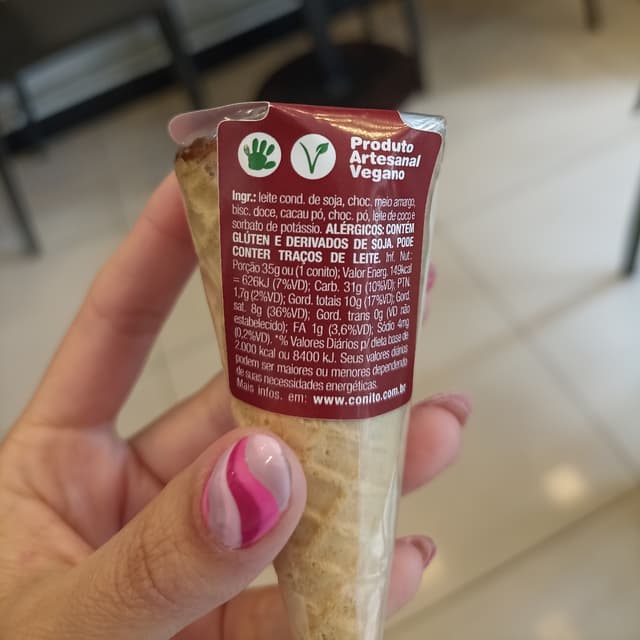 Produto
Artesanal
Vegano
Ingr.: leite cond. de soja, choc. meio amargo,
bisc. doce, cacau pó, choc. pó, leite de coco e
sorbato de potássio. ALÉRGICOS: CONTÉM
GLÚTEN E DERIVADOS DE SOJA. PODE
CONTER TRAÇOS DE LEITE. Inf. Nut.:
Porção 35g ou (1 conito); Valor Energ. 149kcal
= 626kJ (7%VD); Carb. 31g (10%VD); PTN.
1,7g (2%VD); Gord. totais 10g (17%VD); Gord.
sat. 8g (36%VD); Gord. trans 0g (VD não
estabelecido); FA 1g (3,6%VD); Sódio 4mg
(0,2%VD). *% Valores Diários p/ dieta base de
2.000 kcal ou 8400 kJ. Seus valores diários
podem ser maiores ou menores dependendo
de suas necessidades energéticas.
Mais infos. em: www.conito.com.br